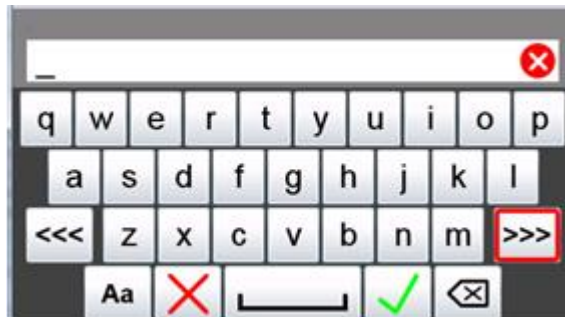 _
q w e r t y u i o p
a s d f g h j k l
<<< z x c v b n m >>>
Aa